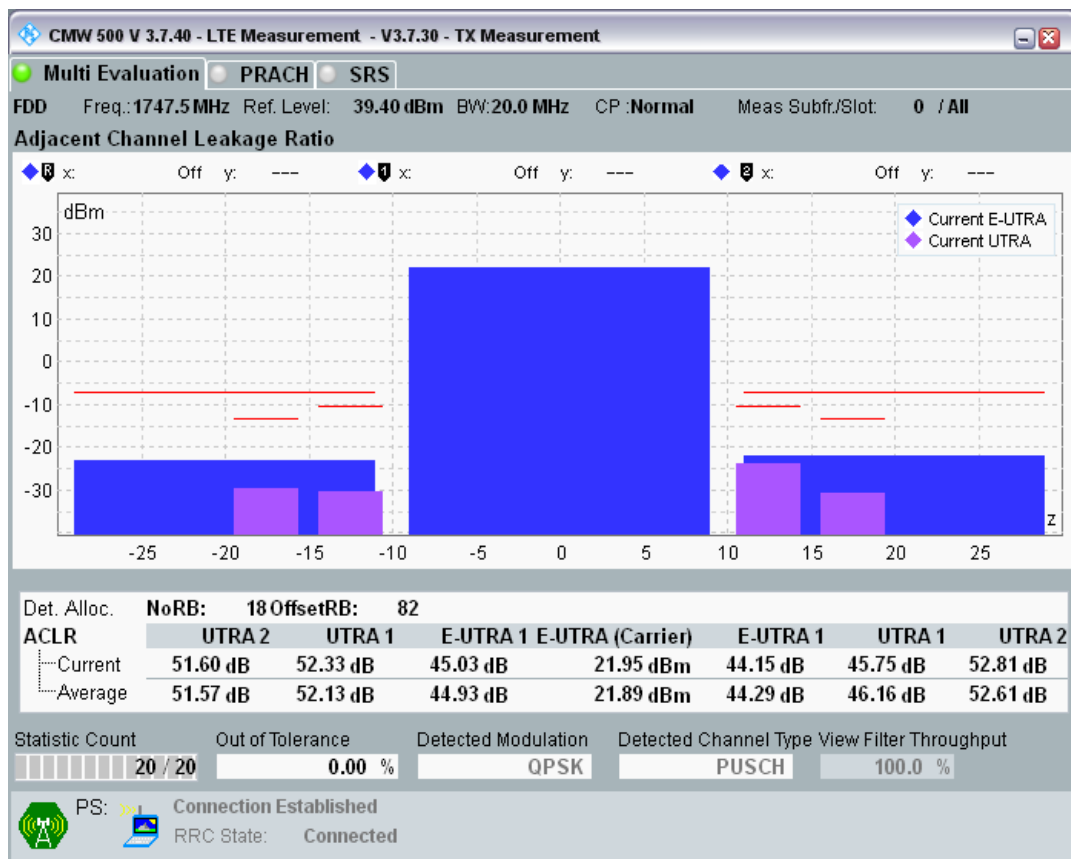 CMW 500 V 3.7.40 - LTE Measurement - V3.7.30 - TX Measurement
Multi Evaluation PRACH SRS
FDD Freq.:1747.5 MHz Ref. Level: 39.40 dBm BW:20.0 MHz CP :Normal Meas Subfr./Slot: 0 / All
Adjacent Channel Leakage Ratio
R x: Off y: --- 1 x: Off y: --- 2 x: Off y: ---
dBm
Current E-UTRA
Current UTRA
30
20
10
0
-10
-20
-30
z
-25 -20 -15 -10 -5 0 5 10 15 20 25
Det. Alloc. NoRB: 18 OffsetRB: 82
ACLR UTRA 2 UTRA 1 E-UTRA 1 E-UTRA (Carrier) E-UTRA 1 UTRA 1 UTRA 2
Current 51.60 dB 52.33 dB 45.03 dB 21.95 dBm 44.15 dB 45.75 dB 52.81 dB
Average 51.57 dB 52.13 dB 44.93 dB 21.89 dBm 44.29 dB 46.16 dB 52.61 dB
Statistic Count Out of Tolerance Detected Modulation Detected Channel Type View Filter Throughput
20 / 20 0.00 % QPSK PUSCH 100.0 %
PS: Connection Established
RRC State: Connected